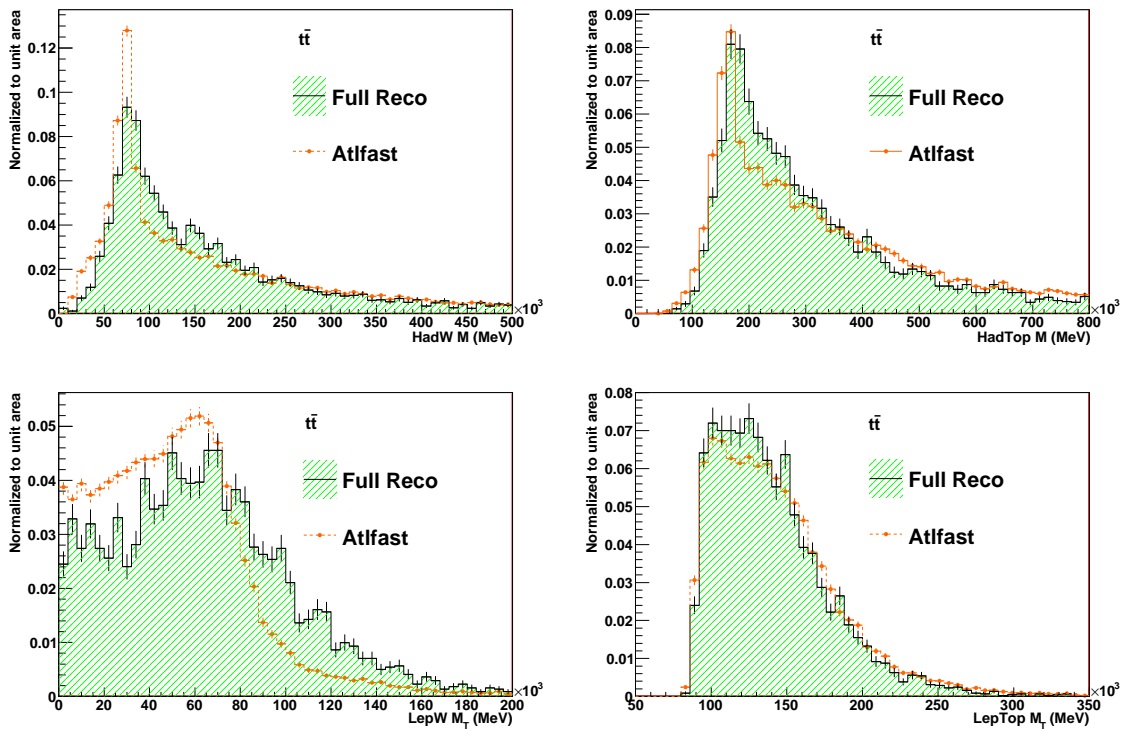 Normalized to unit area
0.12
0.1
0.08
0.06
0.04
0.02
0
tt̄
Full Reco
Atlfast
0 50 100 150 200 250 300 350 400 450 500
×10³
HadW M (MeV)
Normalized to unit area
0.09
0.08
0.07
0.06
0.05
0.04
0.03
0.02
0.01
0
tt̄
Full Reco
Atlfast
0 100 200 300 400 500 600 700 800
×10³
HadTop M (MeV)
Normalized to unit area
0.05
0.04
0.03
0.02
0.01
0
tt̄
Full Reco
Atlfast
0 20 40 60 80 100 120 140 160 180 200
×10³
LepW M_T (MeV)
Normalized to unit area
0.08
0.07
0.06
0.05
0.04
0.03
0.02
0.01
0
tt̄
Full Reco
Atlfast
50 100 150 200 250 300 350
×10³
LepTop M_T (MeV)